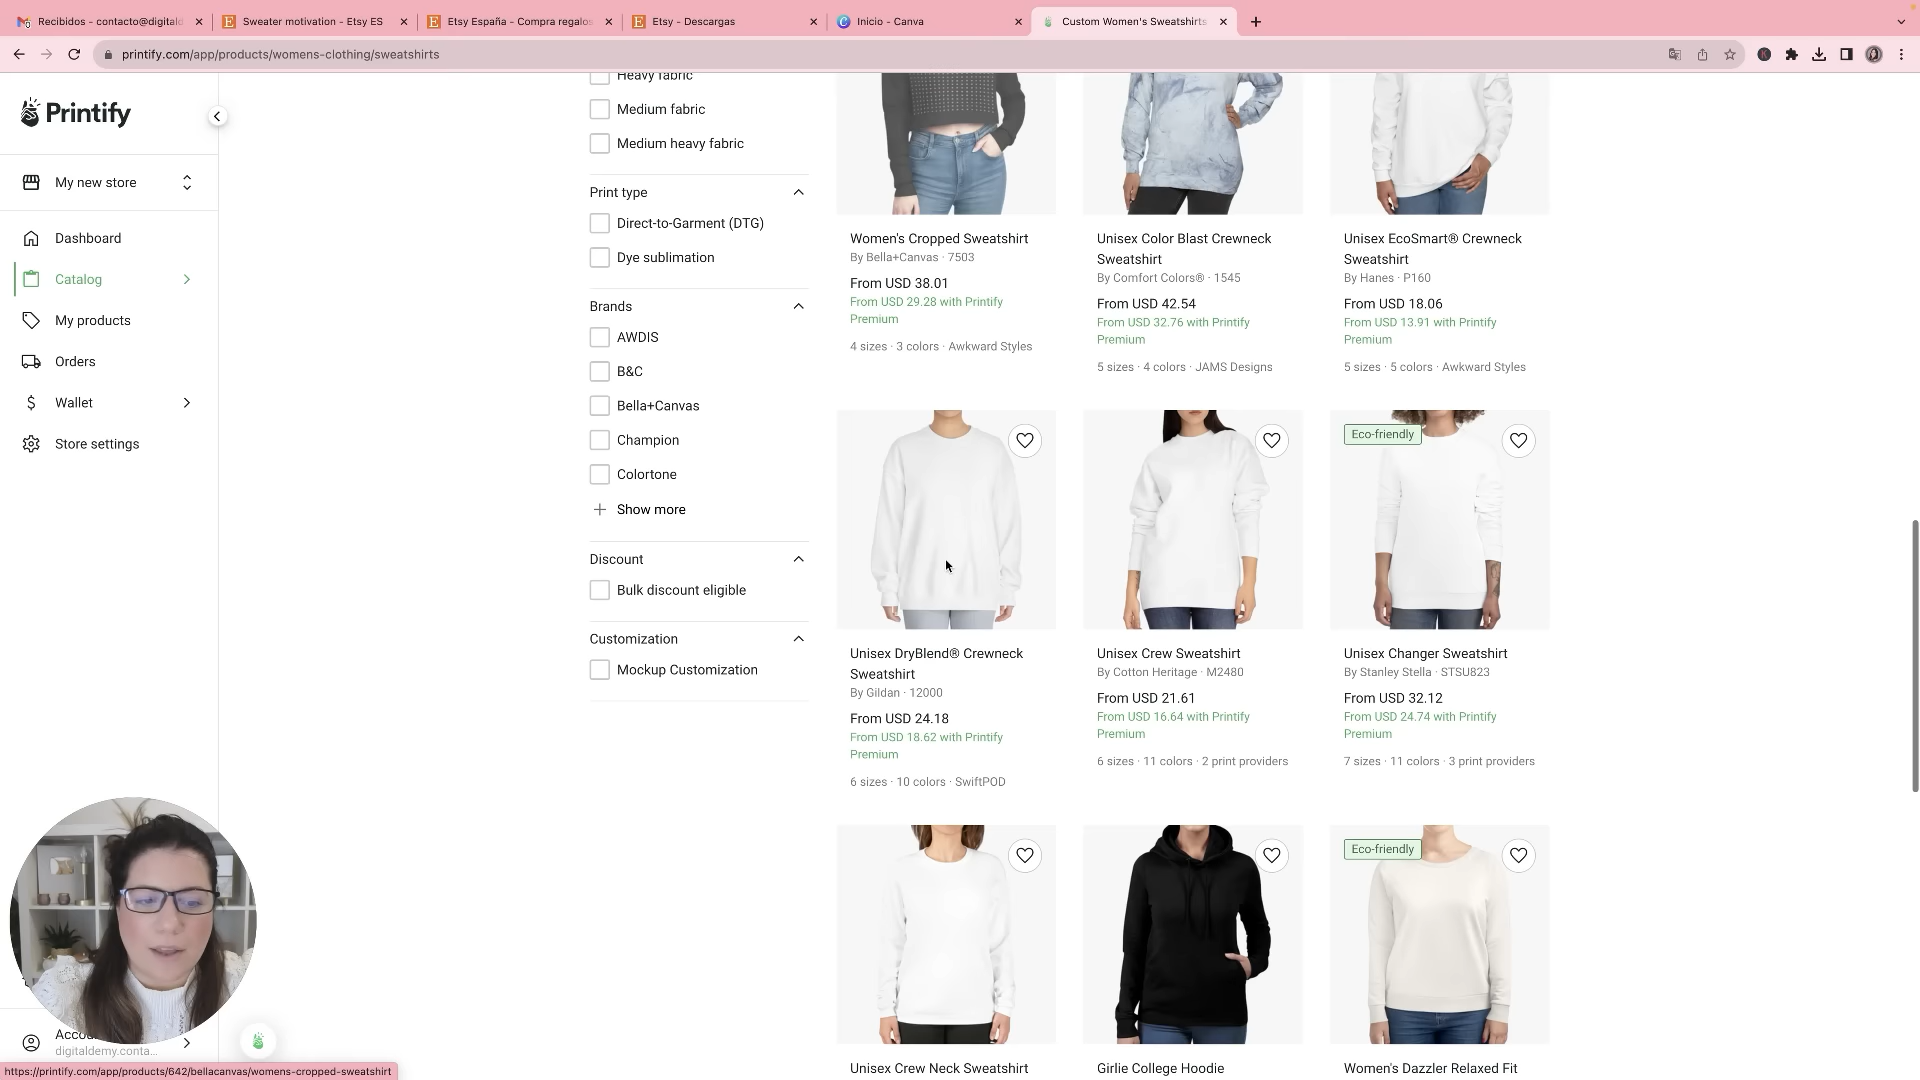 Recibidos - contacto@digitald
Sweater motivation - Etsy ES
Etsy España - Compra regalos
Etsy - Descargas
Inicio - Canva
Custom Women's Sweatshirts
printify.com/app/products/womens-clothing/sweatshirts
Printify
My new store
Dashboard
Catalog
My products
Orders
Wallet
Store settings
digitaldemy.conta...
https://printify.com/app/products/642/bellacanvas/womens-cropped-sweatshirt
Heavy fabric
Medium fabric
Medium heavy fabric
Print type
Direct-to-Garment (DTG)
Dye sublimation
Brands
AWDIS
B&C
Bella+Canvas
Champion
Colortone
Show more
Discount
Bulk discount eligible
Customization
Mockup Customization
Women's Cropped Sweatshirt
By Bella+Canvas · 7503
From USD 38.01
From USD 29.28 with Printify
Premium
4 sizes · 3 colors · Awkward Styles
Unisex Color Blast Crewneck
Sweatshirt
By Comfort Colors® · 1545
From USD 42.54
From USD 32.76 with Printify
Premium
5 sizes · 4 colors · JAMS Designs
Unisex EcoSmart® Crewneck
Sweatshirt
By Hanes · P160
From USD 18.06
From USD 13.91 with Printify
Premium
5 sizes · 5 colors · Awkward Styles
Unisex DryBlend® Crewneck
Sweatshirt
By Gildan · 12000
From USD 24.18
From USD 18.62 with Printify
Premium
6 sizes · 10 colors · SwiftPOD
Unisex Crew Sweatshirt
By Cotton Heritage · M2480
From USD 21.61
From USD 16.64 with Printify
Premium
6 sizes · 11 colors · 2 print providers
Eco-friendly
Unisex Changer Sweatshirt
By Stanley Stella · STSU823
From USD 32.12
From USD 24.74 with Printify
Premium
7 sizes · 11 colors · 3 print providers
Unisex Crew Neck Sweatshirt
Girlie College Hoodie
Eco-friendly
Women's Dazzler Relaxed Fit